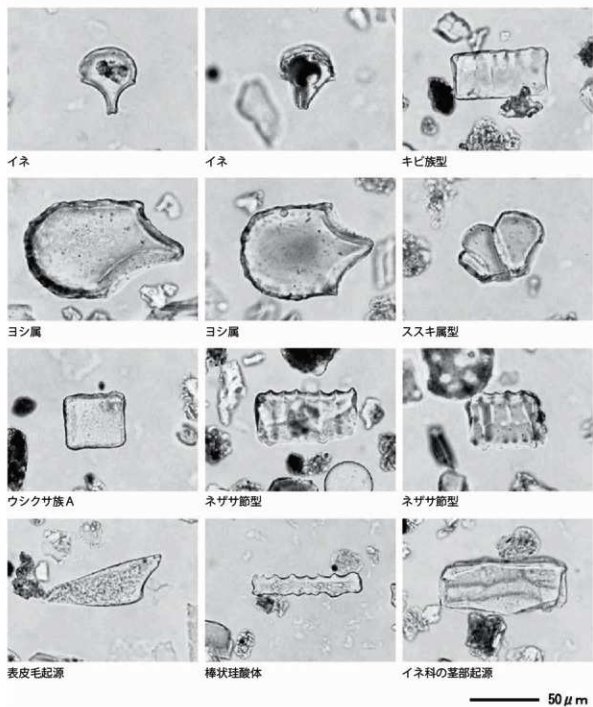 イネ
イネ
キビ族型
ヨシ属
ヨシ属
ススキ属型
ウシクサ族A
ネザサ節型
ネザサ節型
表皮毛起源
棒状珪酸体
イネ科の茎部起源
50μm